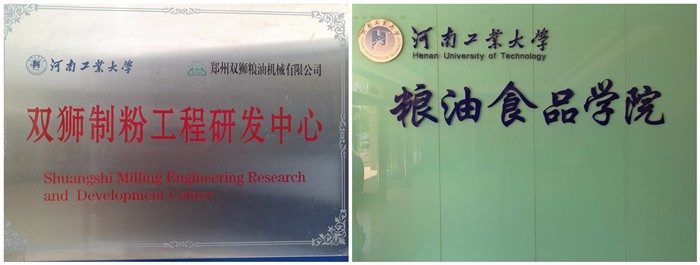 河南工業大学
郑州双狮粮油机械有限公司
双狮制粉工程研发中心
Shuangshi Milling Engineering Research
and Development Center
河南工業大学
Henan University of Technology
粮油食品学院